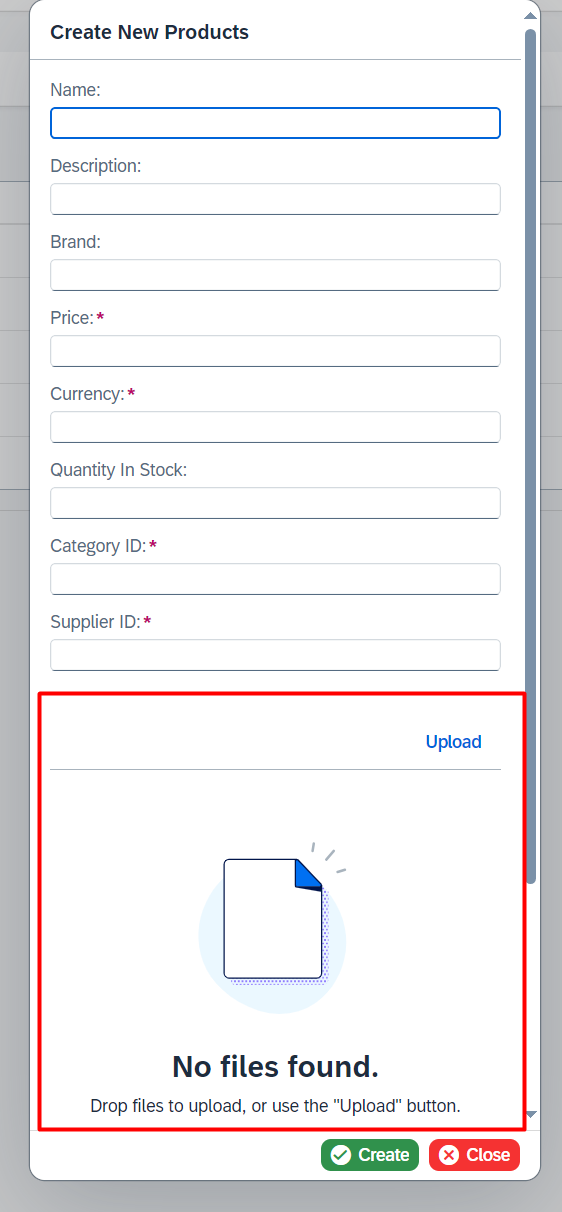 Create New Products
Name:
Description:
Brand:
Price:*
Currency:*
Quantity In Stock:
Category ID:*
Supplier ID:*
Upload
No files found.
Drop files to upload, or use the "Upload" button.
Create Close